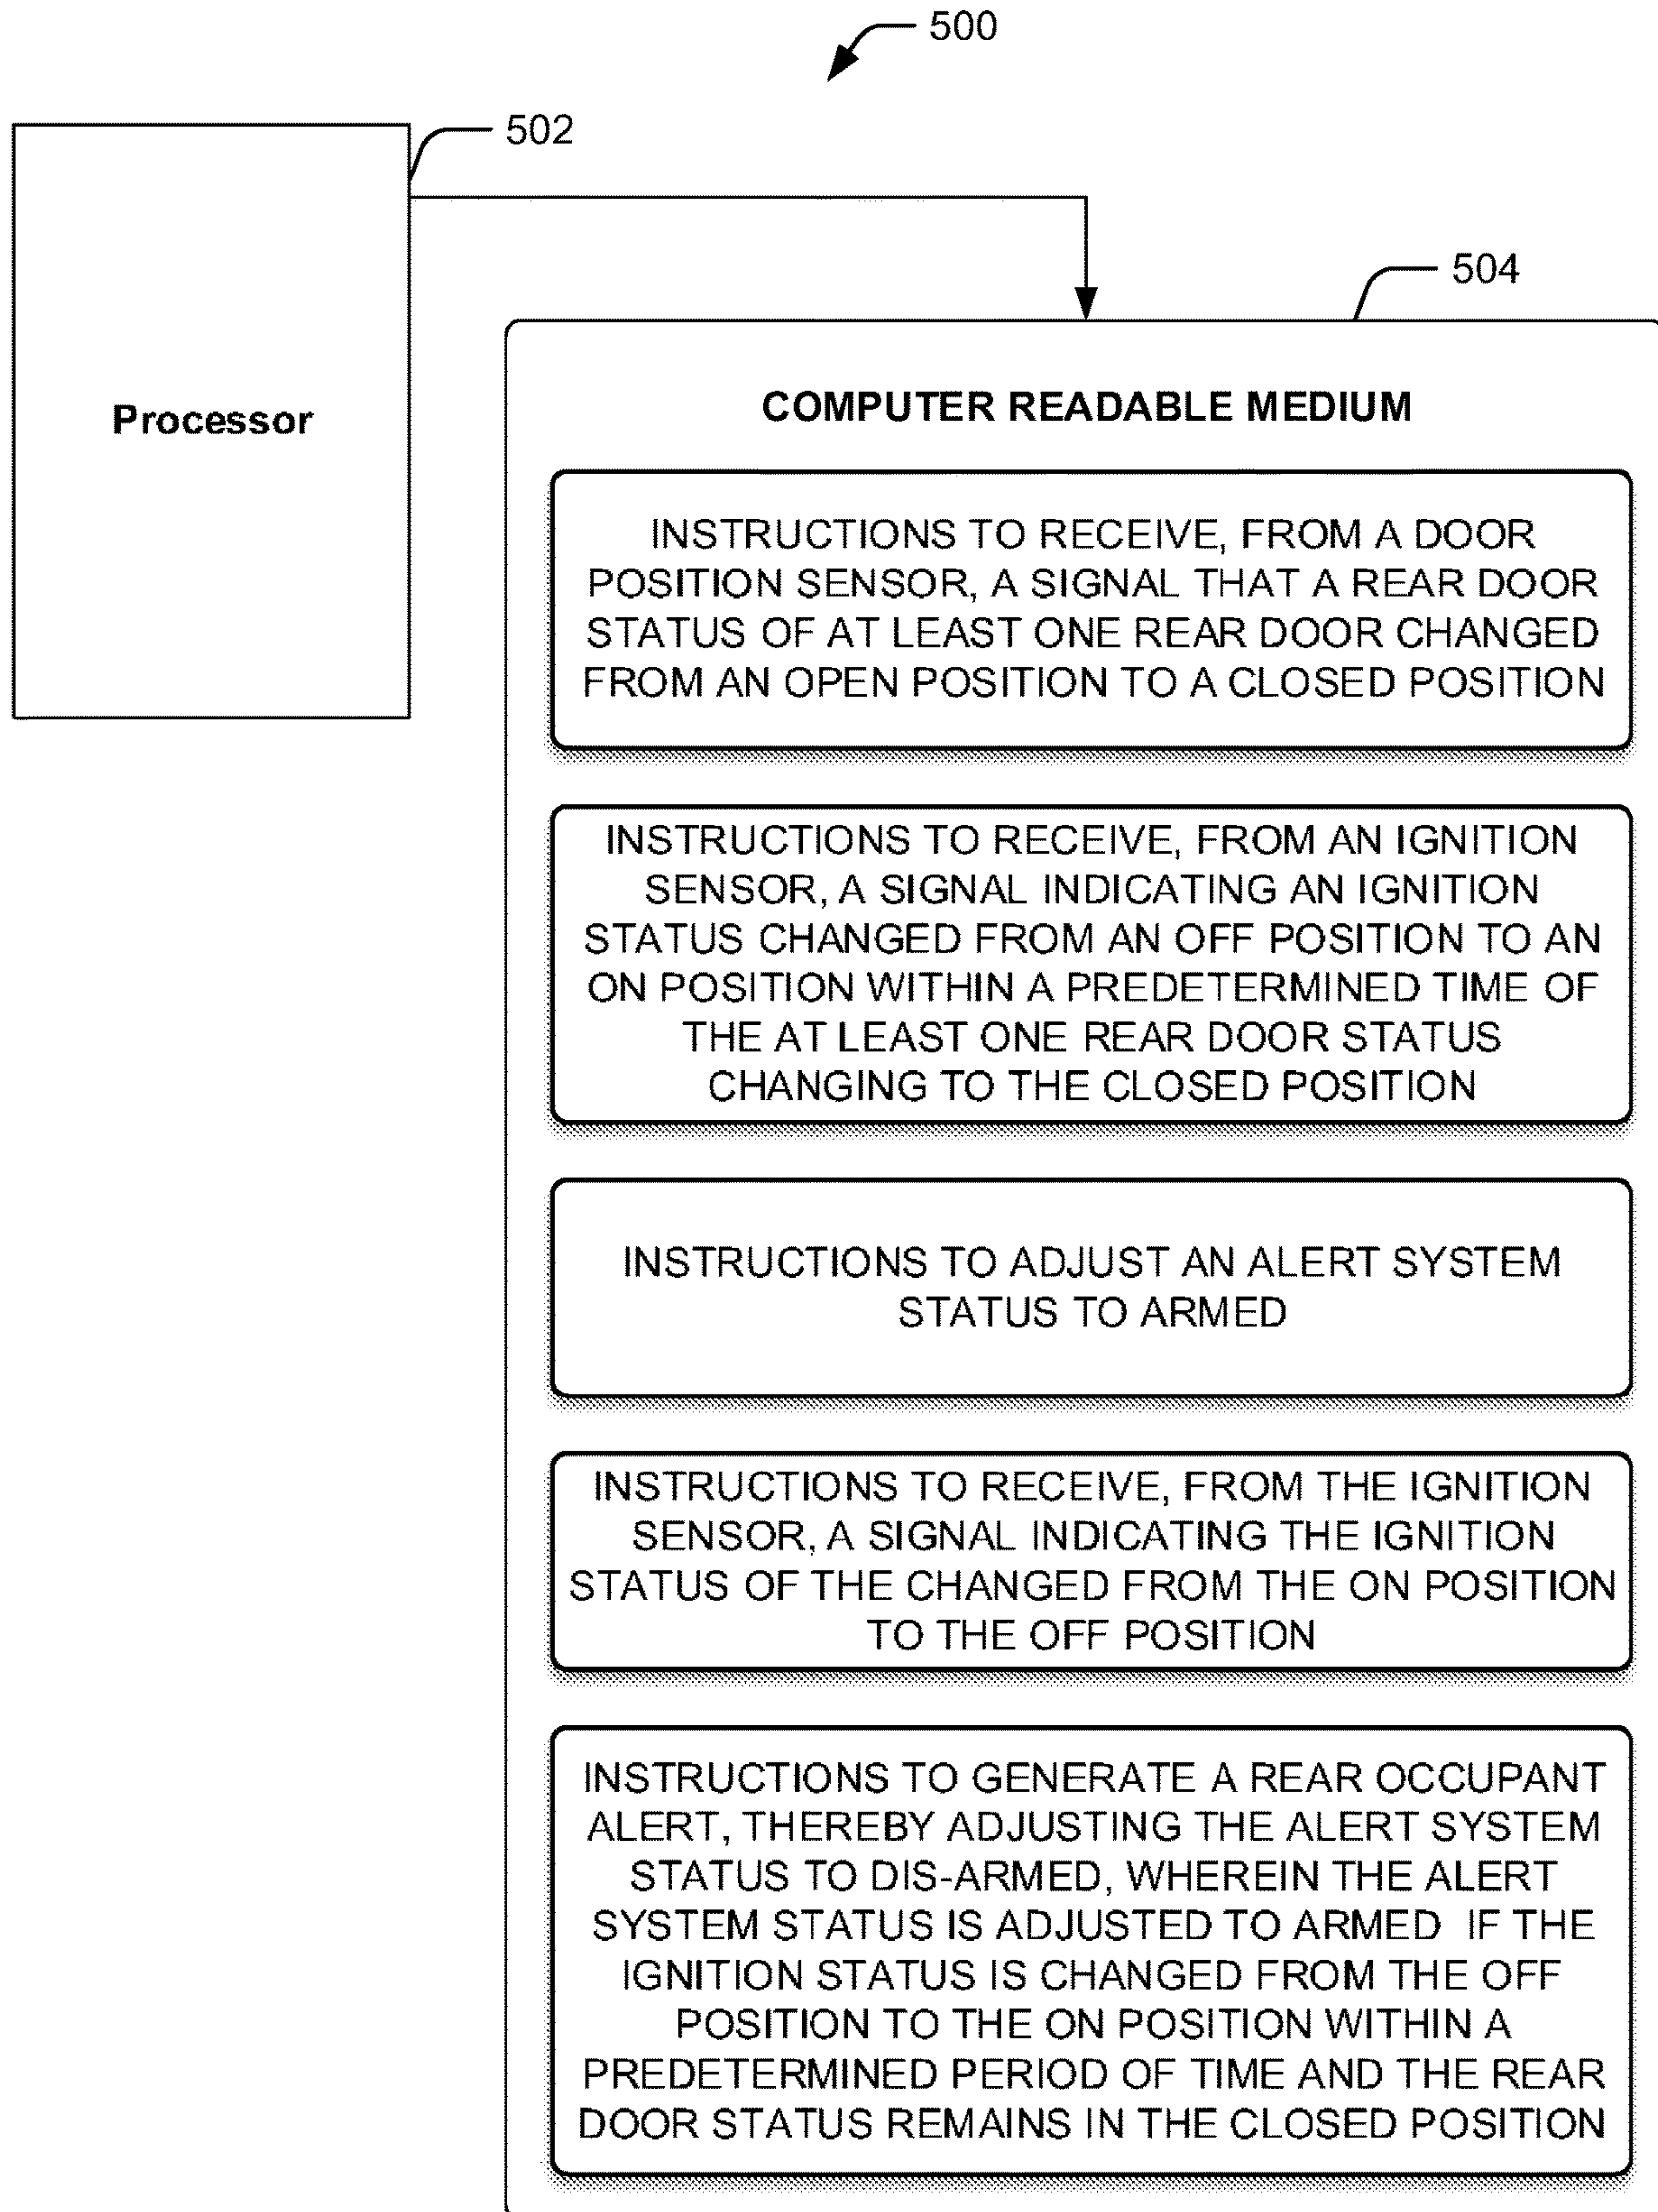 500
502
504
Processor
COMPUTER READABLE MEDIUM
INSTRUCTIONS TO RECEIVE, FROM A DOOR
POSITION SENSOR, A SIGNAL THAT A REAR DOOR
STATUS OF AT LEAST ONE REAR DOOR CHANGED
FROM AN OPEN POSITION TO A CLOSED POSITION
INSTRUCTIONS TO RECEIVE, FROM AN IGNITION
SENSOR, A SIGNAL INDICATING AN IGNITION
STATUS CHANGED FROM AN OFF POSITION TO AN
ON POSITION WITHIN A PREDETERMINED TIME OF
THE AT LEAST ONE REAR DOOR STATUS
CHANGING TO THE CLOSED POSITION
INSTRUCTIONS TO ADJUST AN ALERT SYSTEM
STATUS TO ARMED
INSTRUCTIONS TO RECEIVE, FROM THE IGNITION
SENSOR, A SIGNAL INDICATING THE IGNITION
STATUS OF THE CHANGED FROM THE ON POSITION
TO THE OFF POSITION
INSTRUCTIONS TO GENERATE A REAR OCCUPANT
ALERT, THEREBY ADJUSTING THE ALERT SYSTEM
STATUS TO DIS-ARMED, WHEREIN THE ALERT
SYSTEM STATUS IS ADJUSTED TO ARMED IF THE
IGNITION STATUS IS CHANGED FROM THE OFF
POSITION TO THE ON POSITION WITHIN A
PREDETERMINED PERIOD OF TIME AND THE REAR
DOOR STATUS REMAINS IN THE CLOSED POSITION